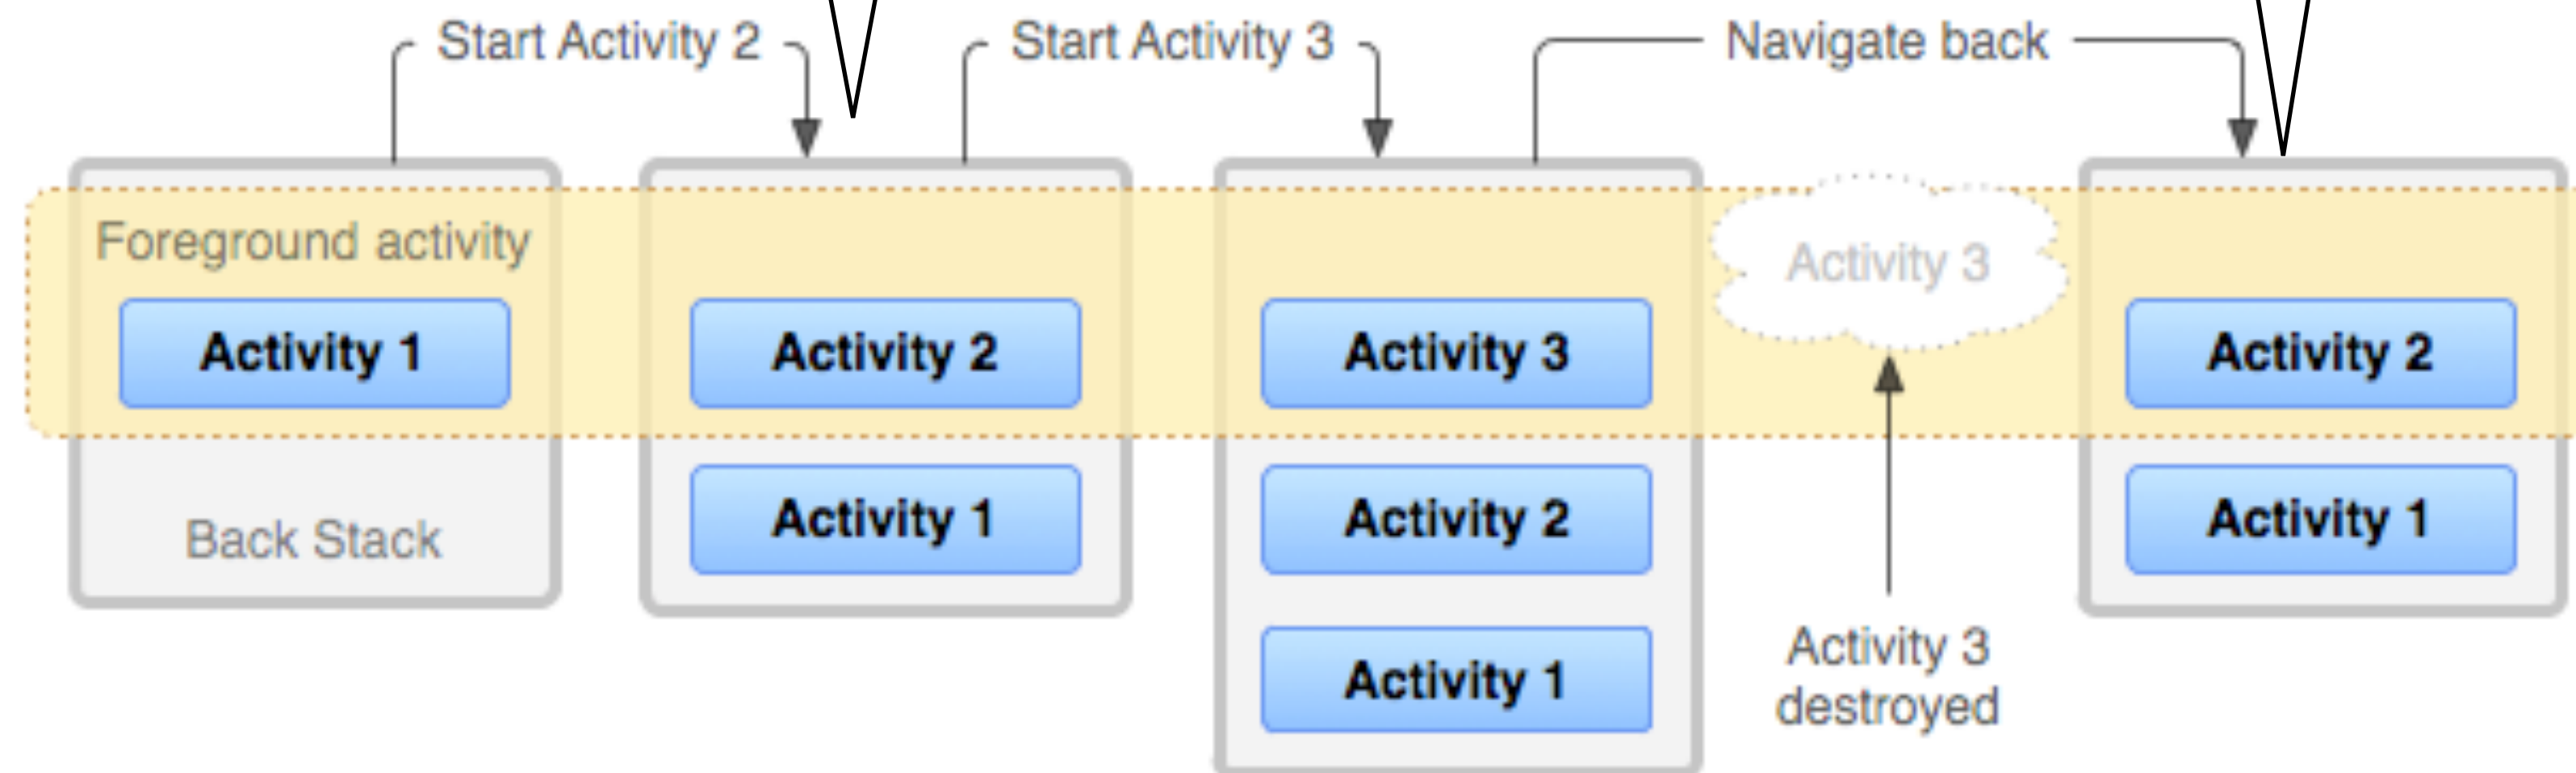 Start Activity 2
Start Activity 3
Navigate back
Foreground activity
Activity 1
Back Stack
Activity 2
Activity 1
Activity 3
Activity 2
Activity 1
Activity 3
Activity 3
destroyed
Activity 2
Activity 1